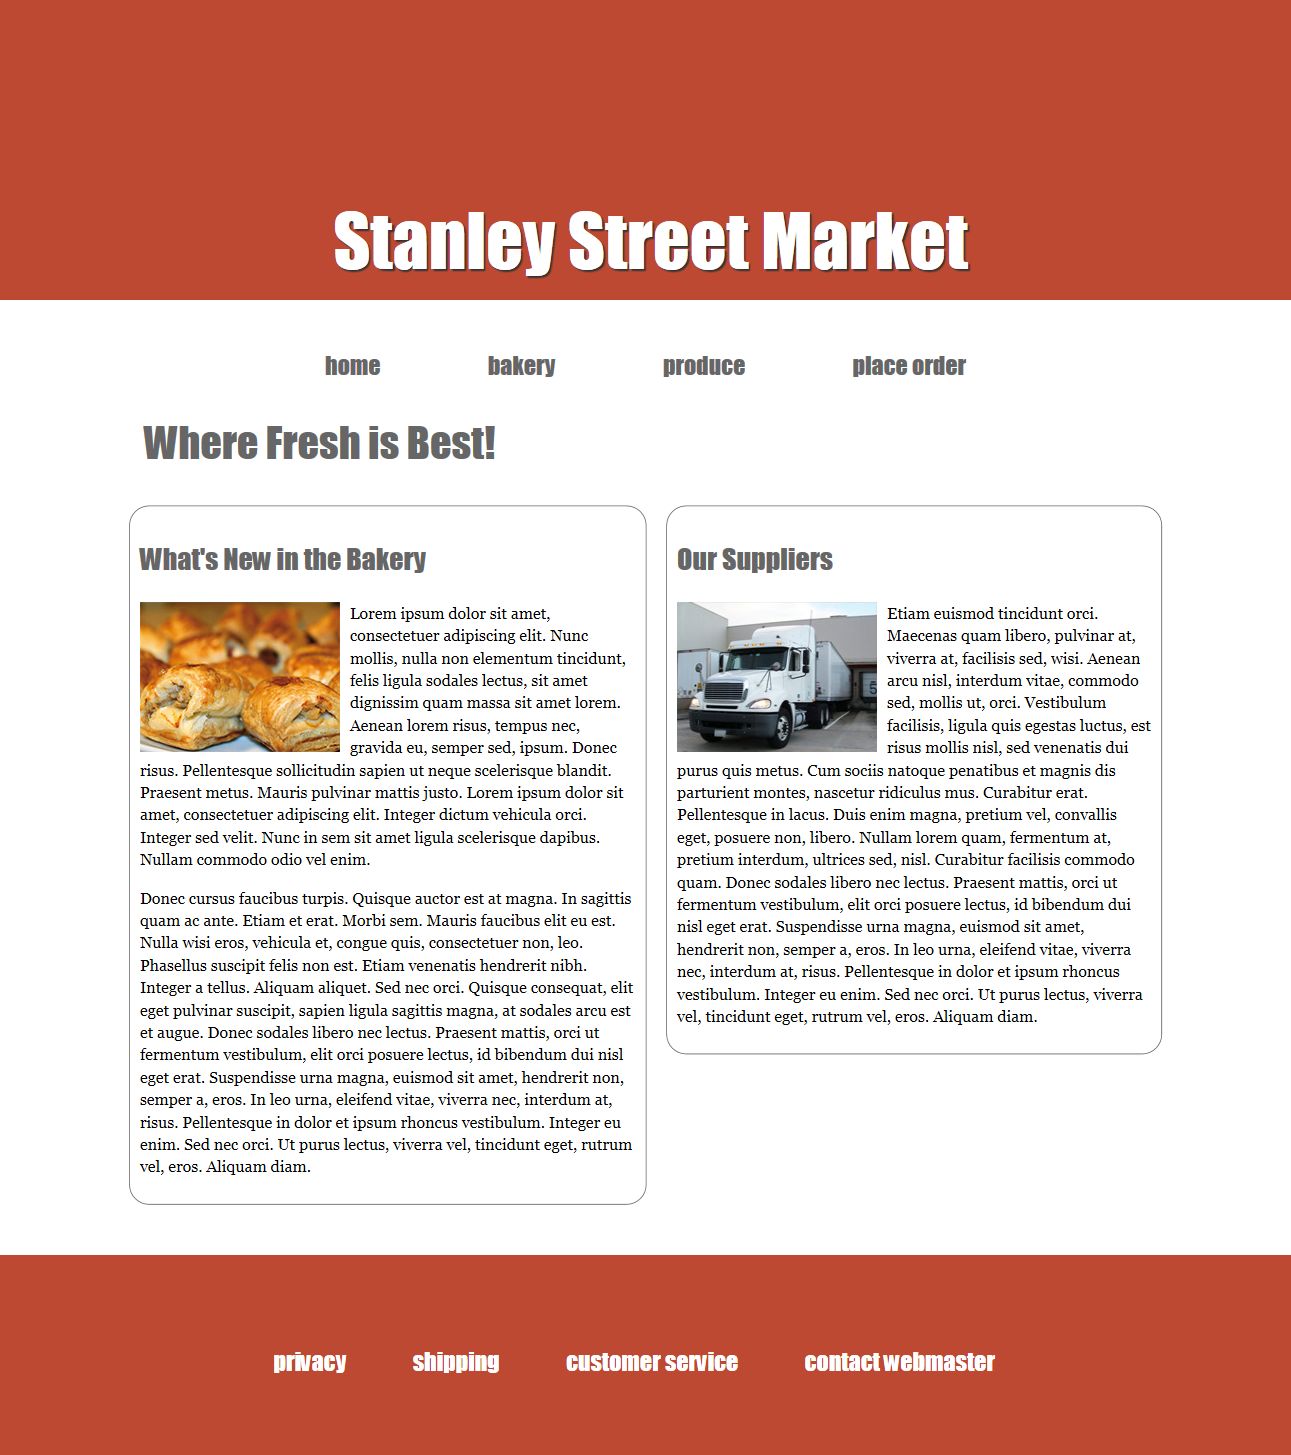 Stanley Street Market
home bakery produce place order
Where Fresh is Best!
What's New in the Bakery
Lorem ipsum dolor sit amet,
consectetuer adipiscing elit. Nunc
mollis, nulla non elementum tincidunt,
felis ligula sodales lectus, sit amet
dignissim quam massa sit amet lorem.
Aenean lorem risus, tempus nec,
gravida eu, semper sed, ipsum. Donec
risus. Pellentesque sollicitudin sapien ut neque scelerisque blandit.
Praesent metus. Mauris pulvinar mattis justo. Lorem ipsum dolor sit
amet, consectetuer adipiscing elit. Integer dictum vehicula orci.
Integer sed velit. Nunc in sem sit amet ligula scelerisque dapibus.
Nullam commodo odio vel enim.
Donec cursus faucibus turpis. Quisque auctor est at magna. In sagittis
quam ac ante. Etiam et erat. Morbi sem. Mauris faucibus elit eu est.
Nulla wisi eros, vehicula et, congue quis, consectetuer non, leo.
Phasellus suscipit felis non est. Etiam venenatis hendrerit nibh.
Integer a tellus. Aliquam aliquet. Sed nec orci. Quisque consequat, elit
eget pulvinar suscipit, sapien ligula sagittis magna, at sodales arcu est
et augue. Donec sodales libero nec lectus. Praesent mattis, orci ut
fermentum vestibulum, elit orci posuere lectus, id bibendum dui nisl
eget erat. Suspendisse urna magna, euismod sit amet, hendrerit non,
semper a, eros. In leo urna, eleifend vitae, viverra nec, interdum at,
risus. Pellentesque in dolor et ipsum rhoncus vestibulum. Integer eu
enim. Sed nec orci. Ut purus lectus, viverra vel, tincidunt eget, rutrum
vel, eros. Aliquam diam.
Our Suppliers
Etiam euismod tincidunt orci.
Maecenas quam libero, pulvinar at,
viverra at, facilisis sed, wisi. Aenean
arcu nisl, interdum vitae, commodo
sed, mollis ut, orci. Vestibulum
facilisis, ligula quis egestas luctus, est
risus mollis nisl, sed venenatis dui
purus quis metus. Cum sociis natoque penatibus et magnis dis
parturient montes, nascetur ridiculus mus. Curabitur erat.
Pellentesque in lacus. Duis enim magna, pretium vel, convallis
eget, posuere non, libero. Nullam lorem quam, fermentum at,
pretium interdum, ultrices sed, nisl. Curabitur facilisis commodo
quam. Donec sodales libero nec lectus. Praesent mattis, orci ut
fermentum vestibulum, elit orci posuere lectus, id bibendum dui
nisl eget erat. Suspendisse urna magna, euismod sit amet,
hendrerit non, semper a, eros. In leo urna, eleifend vitae, viverra
nec, interdum at, risus. Pellentesque in dolor et ipsum rhoncus
vestibulum. Integer eu enim. Sed nec orci. Ut purus lectus, viverra
vel, tincidunt eget, rutrum vel, eros. Aliquam diam.
privacy shipping customer service contact webmaster